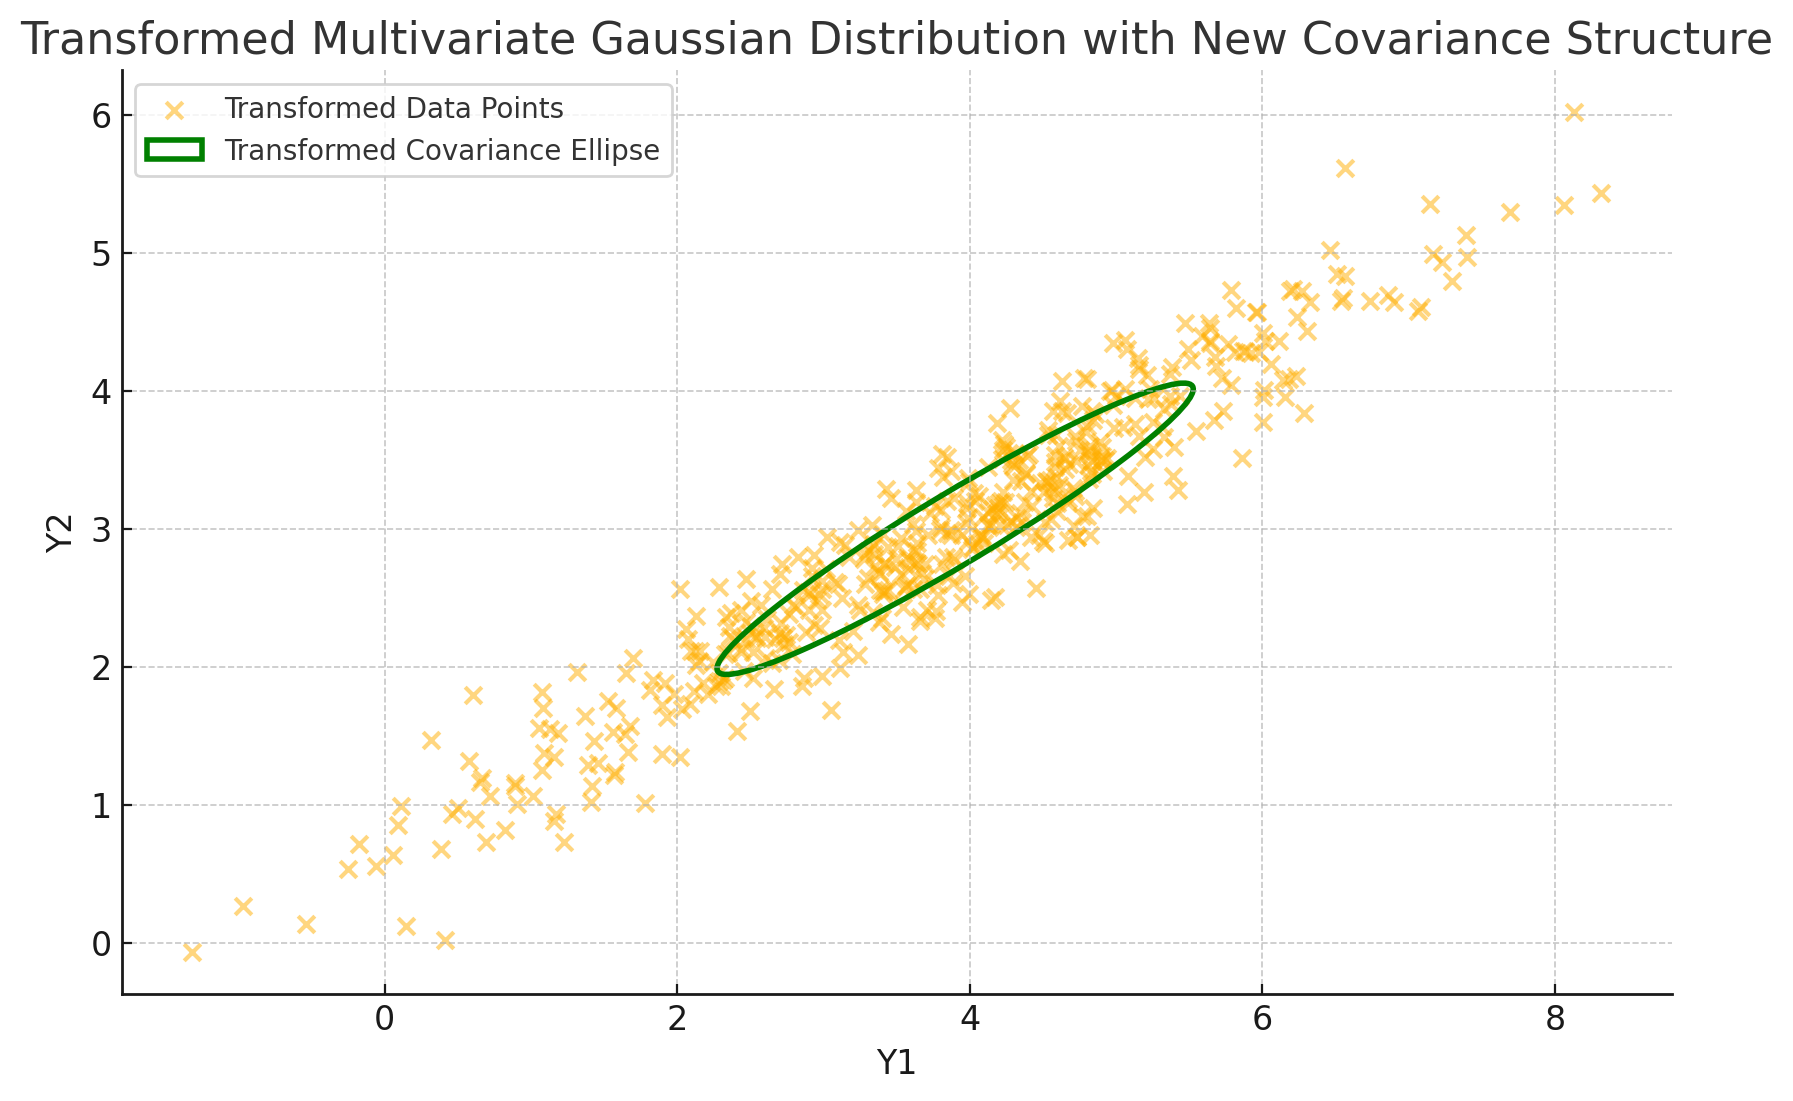 Transformed Multivariate Gaussian Distribution with New Covariance Structure
Transformed Data Points
Transformed Covariance Ellipse
6
5
4
3
2
1
0
Y2
0 2 4 6 8
Y1